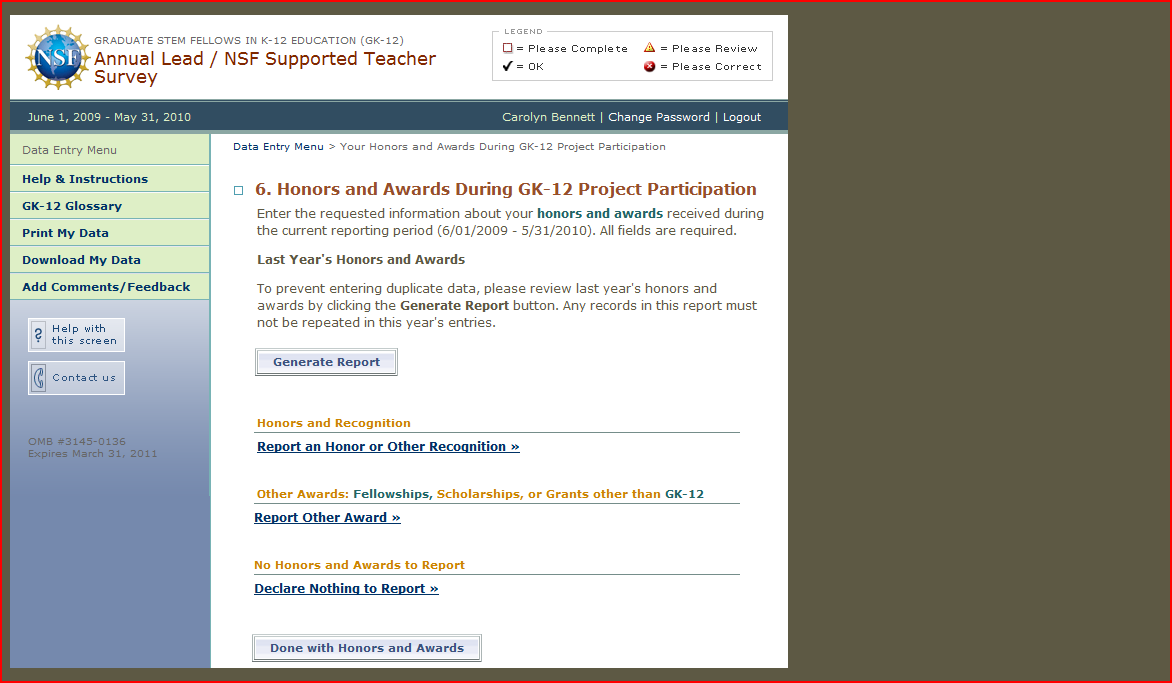 NSF
GRADUATE STEM FELLOWS IN K-12 EDUCATION (GK-12)
Annual Lead / NSF Supported Teacher
Survey
LEGEND
= Please Complete
= Please Review
= OK
= Please Correct
June 1, 2009 - May 31, 2010
Carolyn Bennett | Change Password | Logout
Data Entry Menu
Help & Instructions
GK-12 Glossary
Print My Data
Download My Data
Add Comments/Feedback
? Help with
this screen
Contact us
OMB #3145-0136
Expires March 31, 2011
Data Entry Menu > Your Honors and Awards During GK-12 Project Participation
6. Honors and Awards During GK-12 Project Participation
Enter the requested information about your honors and awards received during
the current reporting period (6/01/2009 - 5/31/2010). All fields are required.
Last Year's Honors and Awards
To prevent entering duplicate data, please review last year's honors and
awards by clicking the Generate Report button. Any records in this report must
not be repeated in this year's entries.
Generate Report
Honors and Recognition
Report an Honor or Other Recognition »
Other Awards: Fellowships, Scholarships, or Grants other than GK-12
Report Other Award »
No Honors and Awards to Report
Declare Nothing to Report »
Done with Honors and Awards